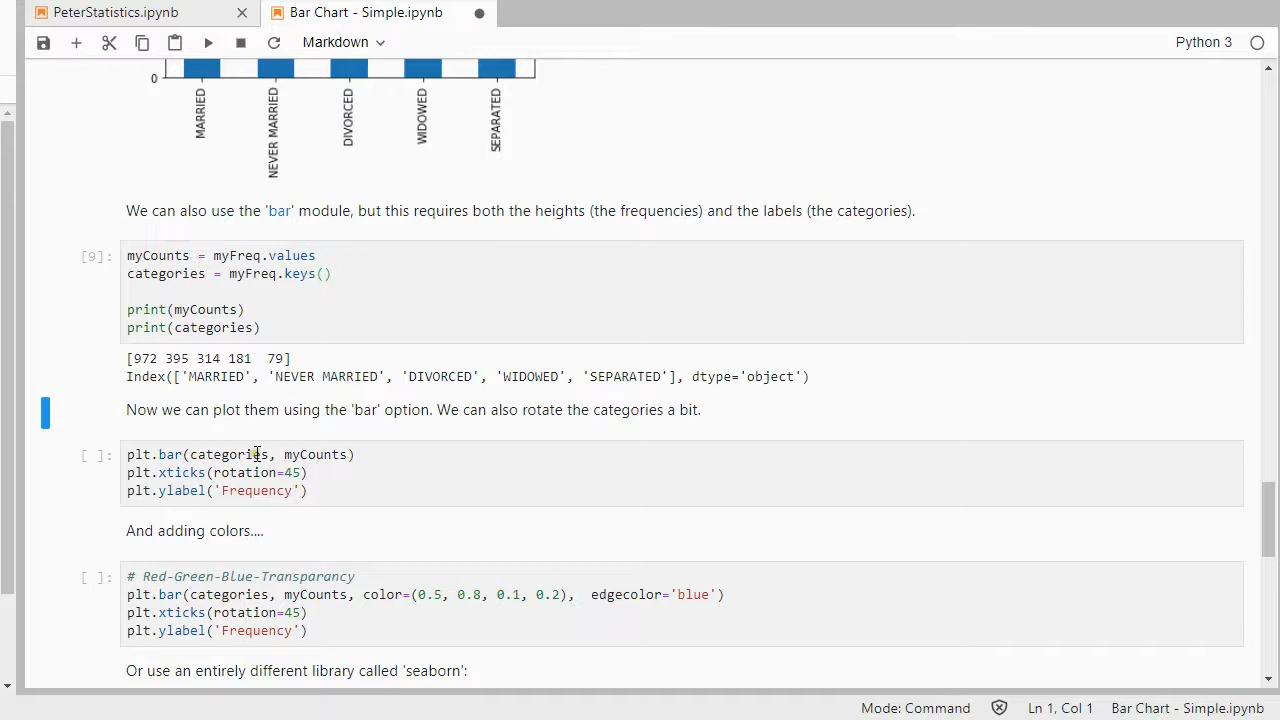 PeterStatistics.ipynb
Bar Chart - Simple.ipynb
Markdown
Python 3
0
MARRIED
NEVER MARRIED
DIVORCED
WIDOWED
SEPARATED
We can also use the 'bar' module, but this requires both the heights (the frequencies) and the labels (the categories).
[9]:
myCounts = myFreq.values
categories = myFreq.keys()
print(myCounts)
print(categories)
[972 395 314 181  79]
Index(['MARRIED', 'NEVER MARRIED', 'DIVORCED', 'WIDOWED', 'SEPARATED'], dtype='object')
Now we can plot them using the 'bar' option. We can also rotate the categories a bit.
[ ]:
plt.bar(categories, myCounts)
plt.xticks(rotation=45)
plt.ylabel('Frequency')
And adding colors....
[ ]:
# Red-Green-Blue-Transparancy
plt.bar(categories, myCounts, color=(0.5, 0.8, 0.1, 0.2),  edgecolor='blue')
plt.xticks(rotation=45)
plt.ylabel('Frequency')
Or use an entirely different library called 'seaborn':
Mode: Command
Ln 1, Col 1
Bar Chart - Simple.ipynb